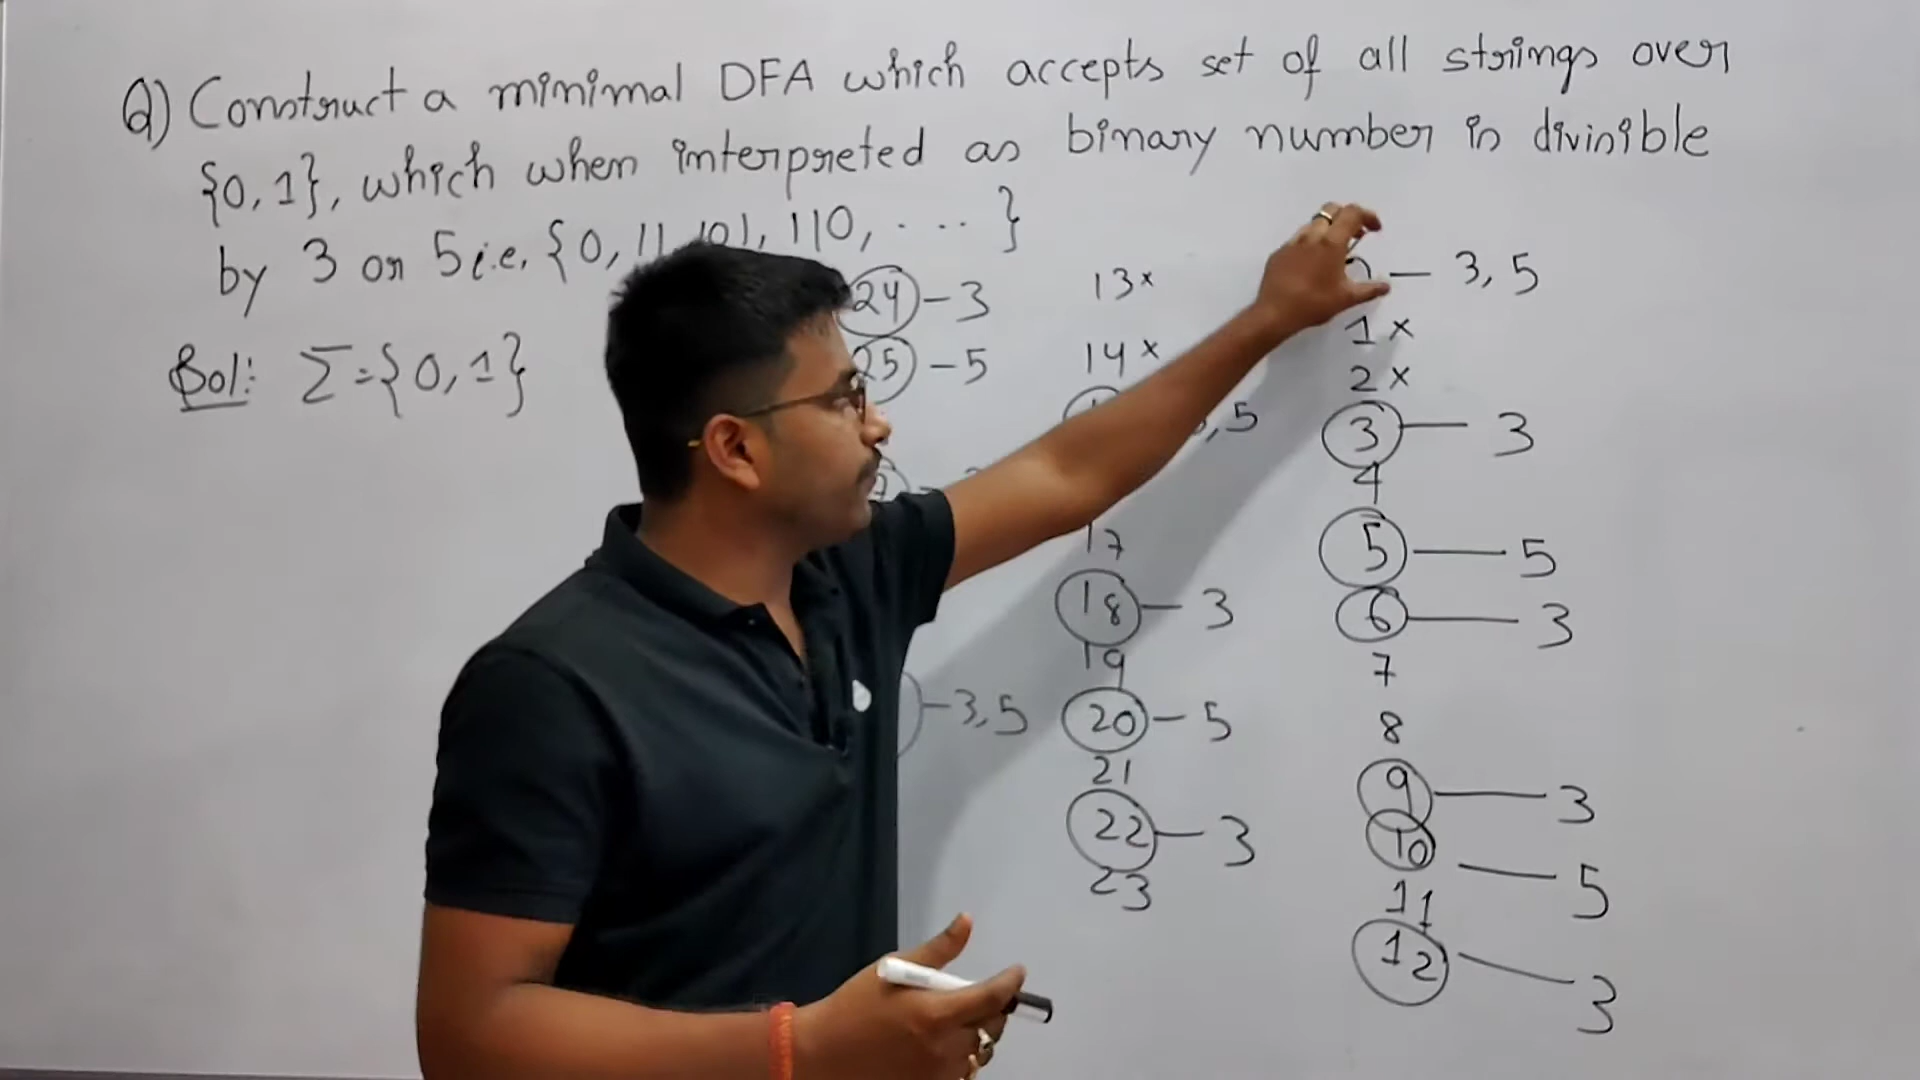 Q) Construct a minimal DFA which accepts set of all strings over
{0,1}, which when interpreted as binary number is divisible
by 3 or 5 i.e. {0, 11, 101, 110, .... }
Sol: Σ={0,1}
24 - 3
25 - 5
-3,5
13 x
14 x
,5
17
18 - 3
19
20 - 5
21
22 - 3
23
— 3, 5
1 x
2 x
3 — 3
4
5 — 5
6 — 3
7
8
9 — 3
10 — 5
11
12 — 3